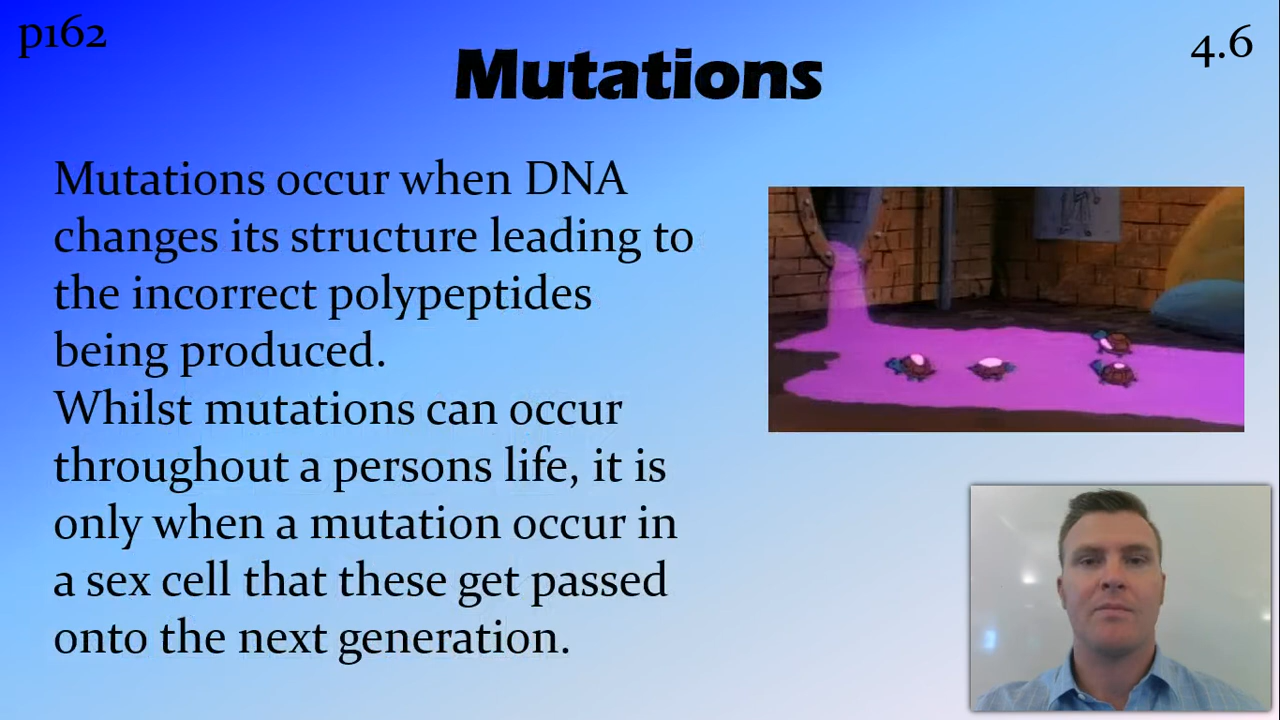 p162
4.6
Mutations
Mutations occur when DNA
changes its structure leading to
the incorrect polypeptides
being produced.
Whilst mutations can occur
throughout a persons life, it is
only when a mutation occur in
a sex cell that these get passed
onto the next generation.